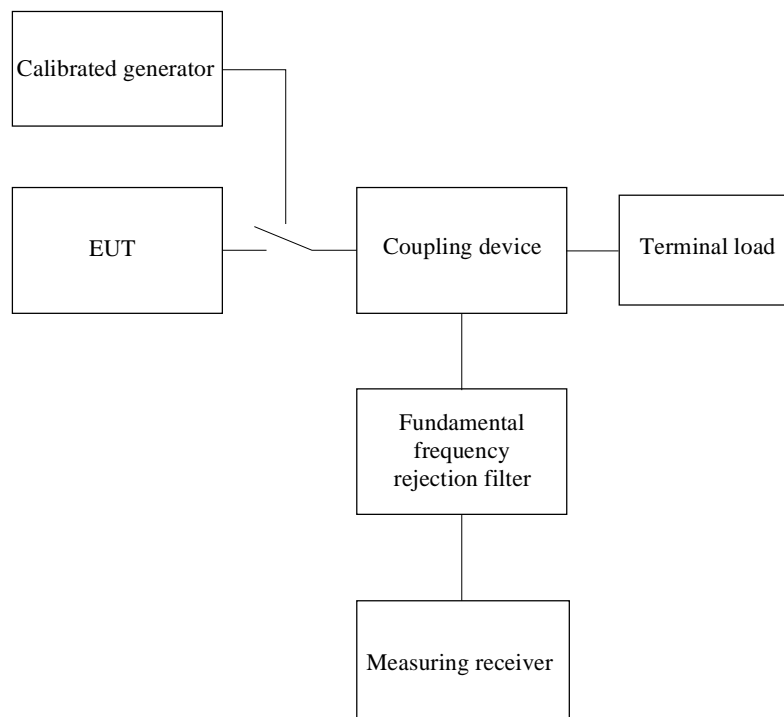 Calibrated generator
EUT
Coupling device
Terminal load
Fundamental
frequency
rejection filter
Measuring receiver